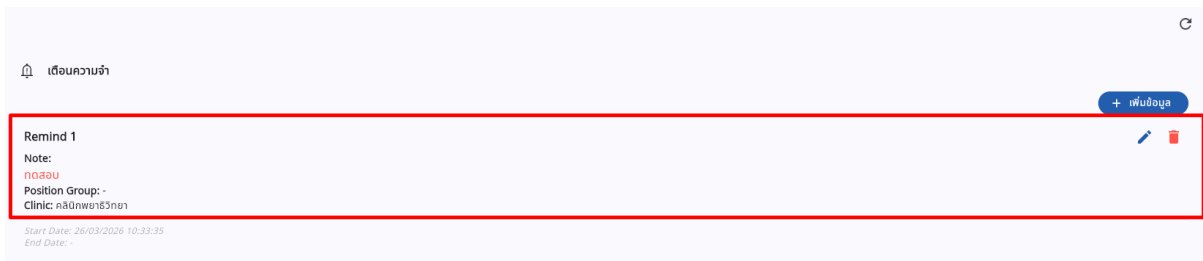 เตือนความจำ
+ เพิ่มข้อมูล
Remind 1
Note:
ทดสอบ
Position Group: -
Clinic: คลินิกพยาธิวิทยา
Start Date: 26/03/2026 10:33:35
End Date: -